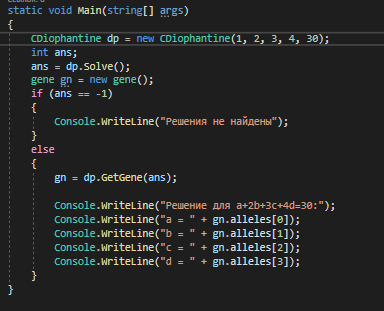 static void Main(string[] args)
{
CDiophantine dp = new CDiophantine(1, 2, 3, 4, 30);
int ans;
ans = dp.Solve();
gene gn = new gene();
if (ans == -1)
{
Console.WriteLine("Решения не найдены");
}
else
{
gn = dp.GetGene(ans);
Console.WriteLine("Решение для a+2b+3c+4d=30:");
Console.WriteLine("a = " + gn.alleles[0]);
Console.WriteLine("b = " + gn.alleles[1]);
Console.WriteLine("c = " + gn.alleles[2]);
Console.WriteLine("d = " + gn.alleles[3]);
}
}